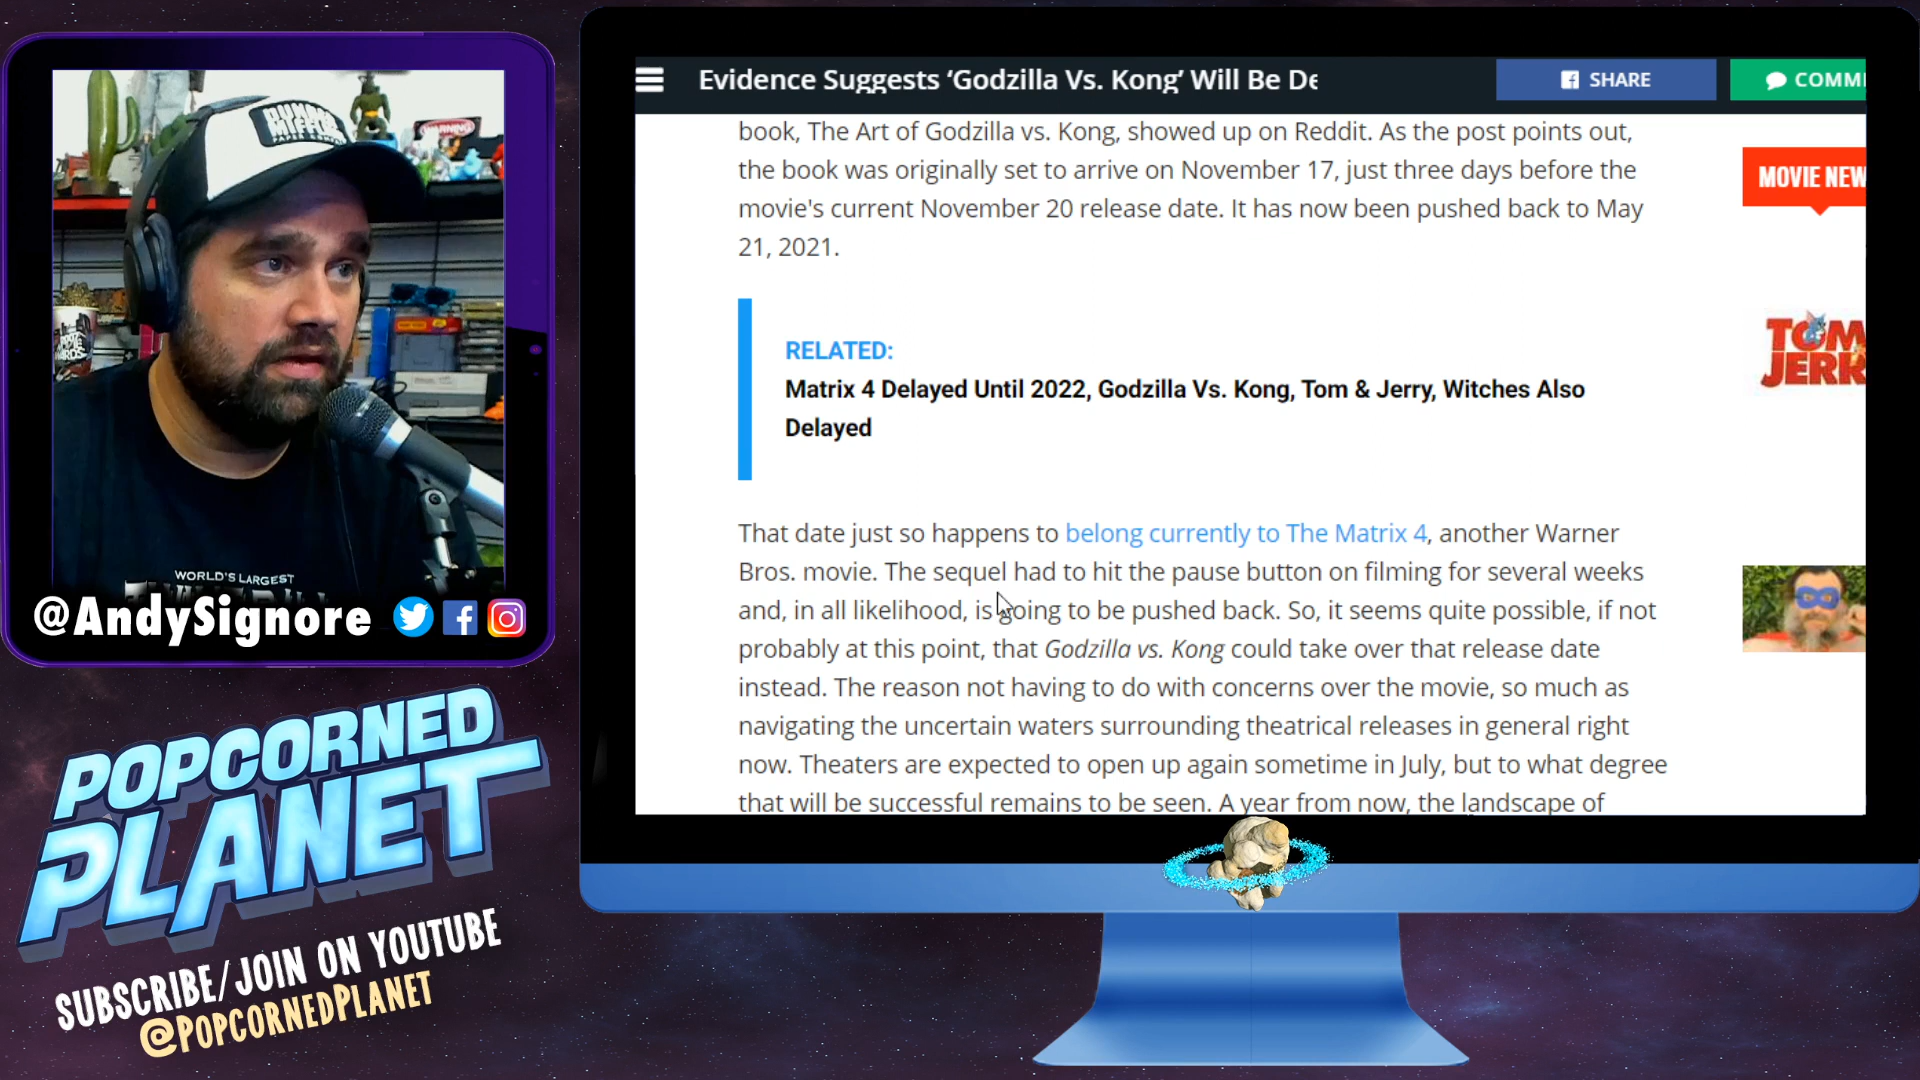 DUNDER
MIFFLIN
WARNING
WORLD'S LARGEST
@AndySignore
POPCORNED
PLANET
SUBSCRIBE/JOIN ON YOUTUBE
@POPCORNEDPLANET
Evidence Suggests ‘Godzilla Vs. Kong’ Will Be De
SHARE
COMM
book, The Art of Godzilla vs. Kong, showed up on Reddit. As the post points out,
the book was originally set to arrive on November 17, just three days before the
movie's current November 20 release date. It has now been pushed back to May
21, 2021.
RELATED:
Matrix 4 Delayed Until 2022, Godzilla Vs. Kong, Tom & Jerry, Witches Also
Delayed
That date just so happens to belong currently to The Matrix 4, another Warner
Bros. movie. The sequel had to hit the pause button on filming for several weeks
and, in all likelihood, is going to be pushed back. So, it seems quite possible, if not
probably at this point, that Godzilla vs. Kong could take over that release date
instead. The reason not having to do with concerns over the movie, so much as
navigating the uncertain waters surrounding theatrical releases in general right
now. Theaters are expected to open up again sometime in July, but to what degree
that will be successful remains to be seen. A year from now, the landscape of
MOVIE NEW
TOM
JERR